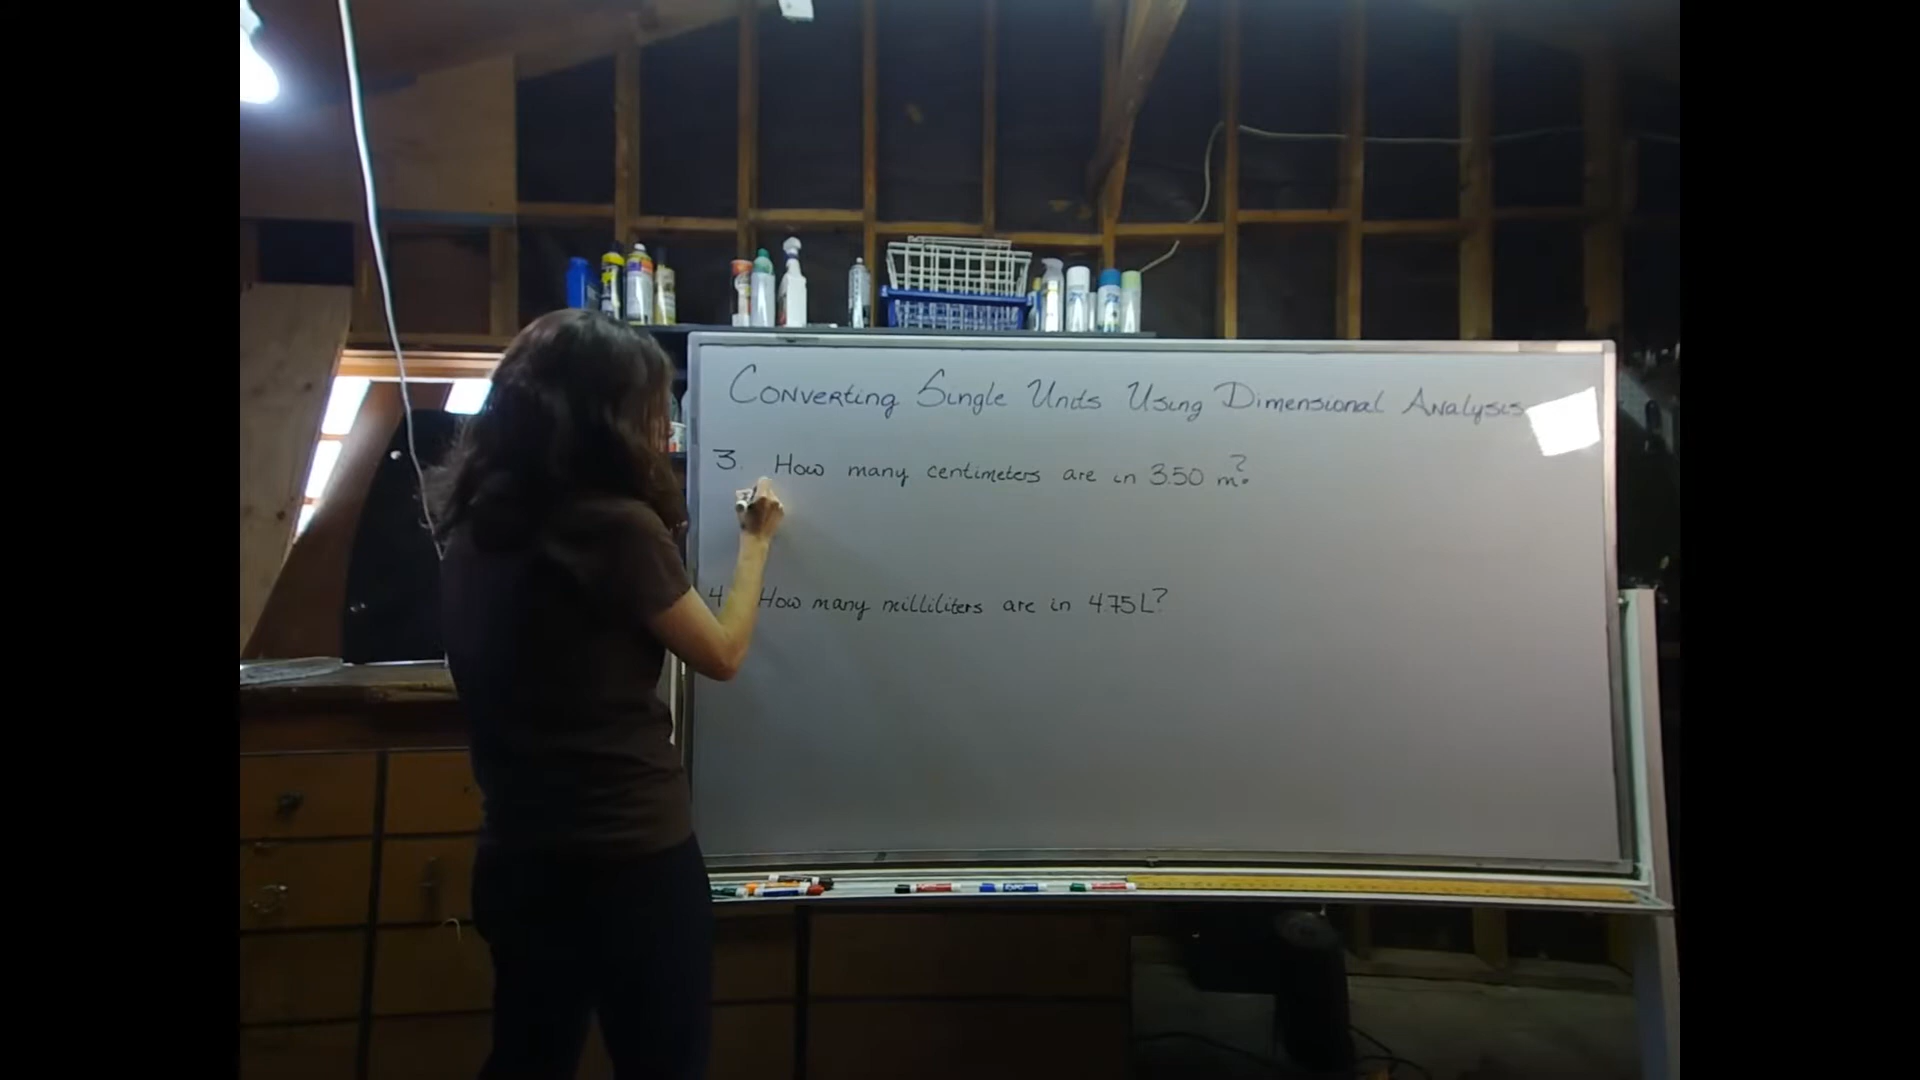 Converting Single Units Using Dimensional Analysis
3. How many centimeters are in 3.50 m?
4. How many milliliters are in 4.75 L?